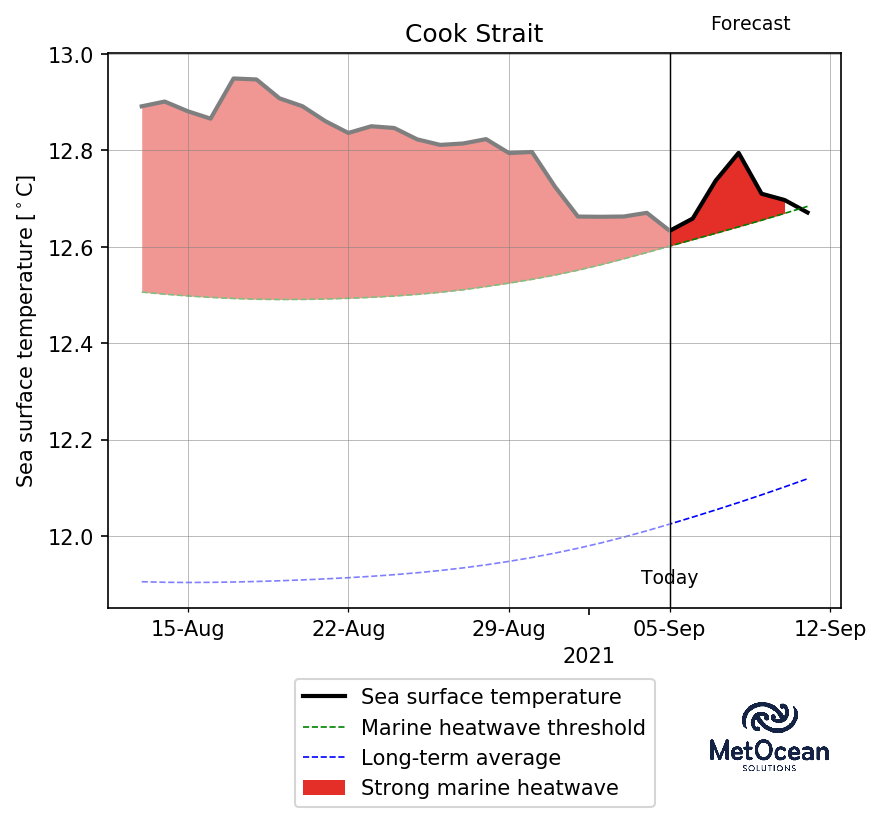 Forecast
Cook Strait
Sea surface temperature [°C]
13.0
12.8
12.6
12.4
12.2
12.0
Today
15-Aug 22-Aug 29-Aug 05-Sep 12-Sep
2021
Sea surface temperature
Marine heatwave threshold
Long-term average
Strong marine heatwave
MetOcean
SOLUTIONS